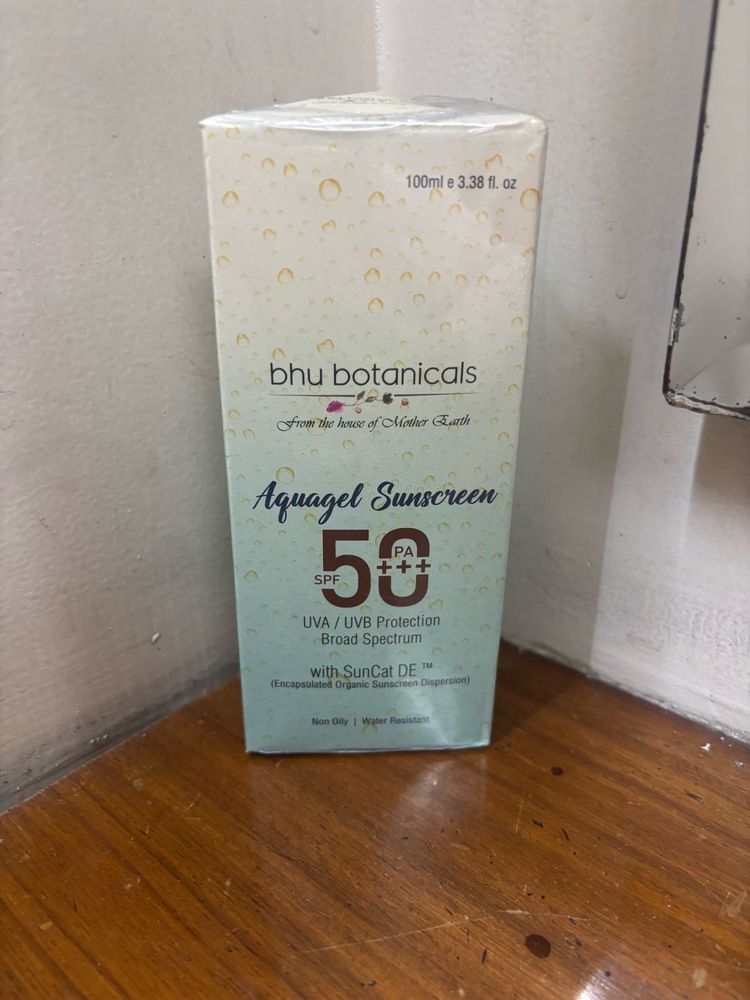 100ml e 3.38 fl. oz
bhu botanicals
From the house of Mother Earth
Aquagel Sunscreen
SPF 50 PA +++
UVA / UVB Protection
Broad Spectrum
with SunCat DE ™
(Encapsulated Organic Sunscreen Dispersion)
Non Oily | Water Resistant